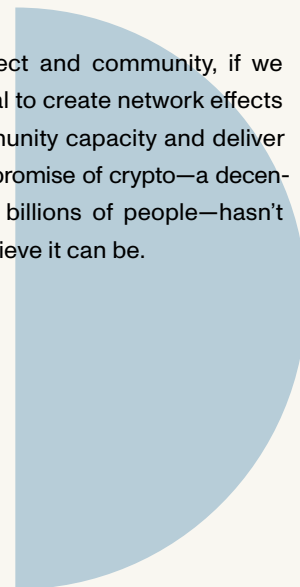 ect and community, if we
al to create network effects
nunity capacity and deliver
promise of crypto—a decen-
billions of people—hasn’t
ieve it can be.